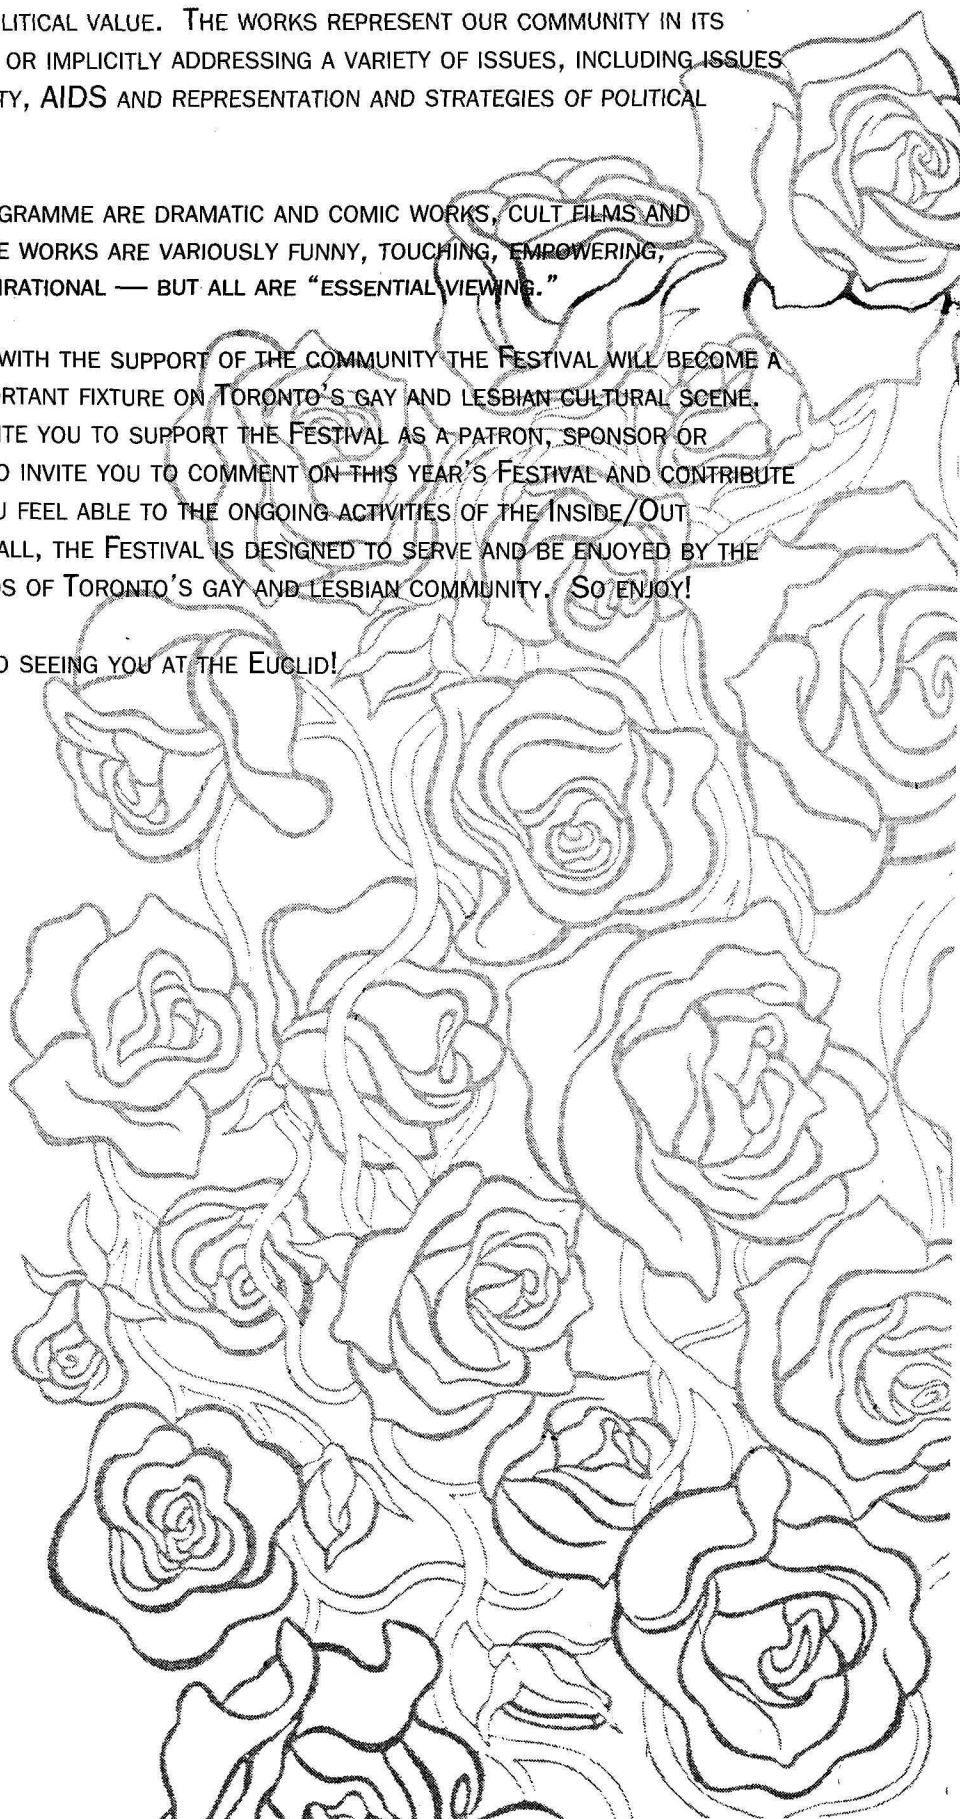 LITICAL VALUE. THE WORKS REPRESENT OUR COMMUNITY IN ITS
OR IMPLICITLY ADDRESSING A VARIETY OF ISSUES, INCLUDING ISSUES
TY, AIDS AND REPRESENTATION AND STRATEGIES OF POLITICAL
GRAMME ARE DRAMATIC AND COMIC WORKS, CULT FILMS AND
E WORKS ARE VARIOUSLY FUNNY, TOUCHING, EMPOWERING,
IRATIONAL — BUT ALL ARE “ESSENTIAL VIEWING.”
WITH THE SUPPORT OF THE COMMUNITY THE FESTIVAL WILL BECOME A
ORTANT FIXTURE ON TORONTO'S GAY AND LESBIAN CULTURAL SCENE.
ITE YOU TO SUPPORT THE FESTIVAL AS A PATRON, SPONSOR OR
O INVITE YOU TO COMMENT ON THIS YEAR'S FESTIVAL AND CONTRIBUTE
U FEEL ABLE TO THE ONGOING ACTIVITIES OF THE INSIDE/OUT
ALL, THE FESTIVAL IS DESIGNED TO SERVE AND BE ENJOYED BY THE
S OF TORONTO'S GAY AND LESBIAN COMMUNITY. SO ENJOY!
O SEEING YOU AT THE EUCLID!